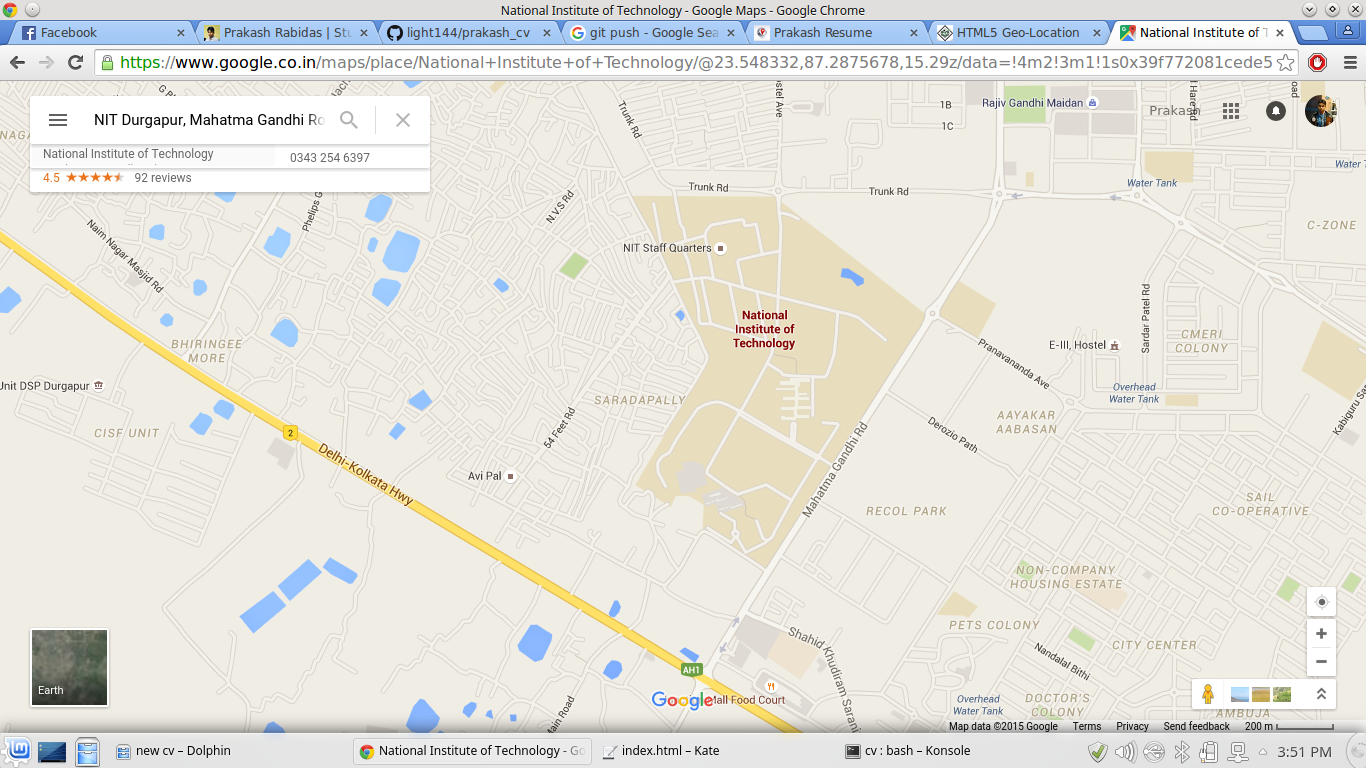 National Institute of Technology - Google Maps - Google Chrome
Facebook
Prakash Rabidas | Stu
light144/prakash_cv
git push - Google Sea
Prakash Resume
HTML5 Geo-Location
National Institute of T
https://www.google.co.in/maps/place/National+Institute+of+Technology/@23.548332,87.2875678,15.29z/data=!4m2!3m1!1s0x39f772081cede5
NIT Durgapur, Mahatma Gandhi Ro
National Institute of Technology
0343 254 6397
4.5
92 reviews
Prakash
Rajiv Gandhi Maidan
1B
1C
Trunk Rd
Trunk Rd
Trunk Rd
Water Tank
Water T
C-ZONE
N.V.S Rd
Phelips G
Naim Nagar Masjid Rd
NIT Staff Quarters
National
Institute of
Technology
BHIRINGEE
MORE
Unit DSP Durgapur
CISF UNIT
2
Delhi-Kolkata Hwy
SARADAPALLY
54 Feet Rd
Avi Pal
Mahatma Gandhi Rd
E-III, Hostel
Sardar Patel Rd
CMERI
COLONY
Pranavananda Ave
Overhead
Water Tank
AAYAKAR
AABASAN
Derozio Path
Kabiguru Sa
RECOL PARK
SAIL
CO-OPERATIVE
NON-COMPANY
HOUSING ESTATE
PETS COLONY
CITY CENTER
Nandalal Bithi
Shahid Khudiram Sarani
AH1
Mall Food Court
Google
ain Road
Overhead
Water Tank
DOCTOR'S
COLONY
AMBUJA
Earth
Map data ©2015 Google
Terms
Privacy
Send feedback
200 m
new cv – Dolphin
National Institute of Technology - Go
index.html – Kate
cv : bash – Konsole
3:51 PM